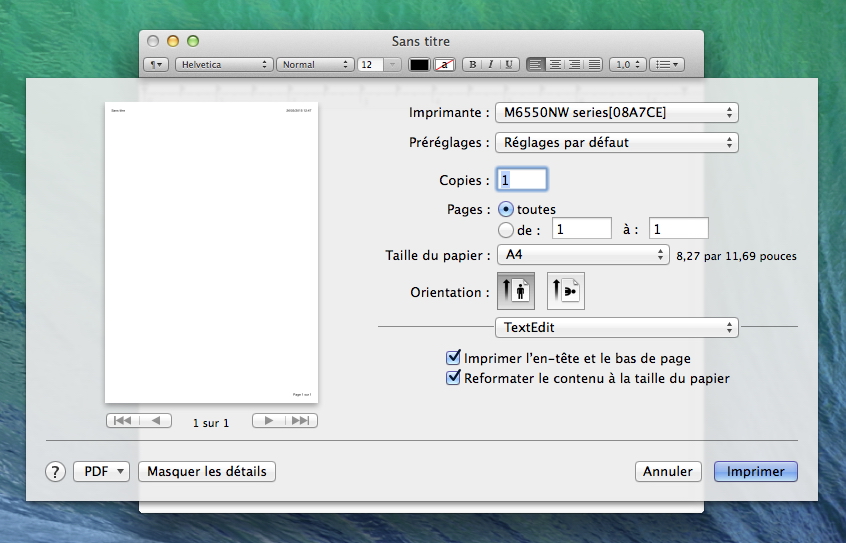 Sans titre
Helvetica Normal 12 a B I U 1,0
Sans titre
Imprimante : M6550NW series[08A7CE]
Préréglages : Réglages par défaut
Copies : 1
Pages : toutes
de : 1 à : 1
Taille du papier : A4 8,27 par 11,69 pouces
Orientation :
TextEdit
Imprimer l'en-tête et le bas de page
Reformater le contenu à la taille du papier
Page 1 sur 1
1 sur 1
? PDF Masquer les détails Annuler Imprimer